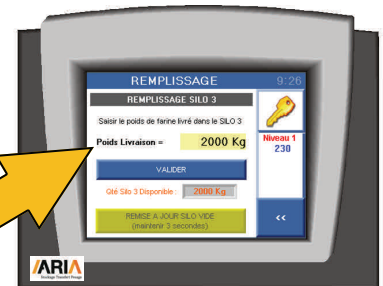 REMPLISSAGE 9:26
REMPLISSAGE SILO 3
Saisir le poids de farine livré dans le SILO 3
Poids Livraison = 2000 Kg
Niveau 1
230
VALIDER
Qté Silo 3 Disponible : 2000 Kg
REMISE A JOUR SILO VIDE
(maintenir 3 secondes)
<<
ARIA